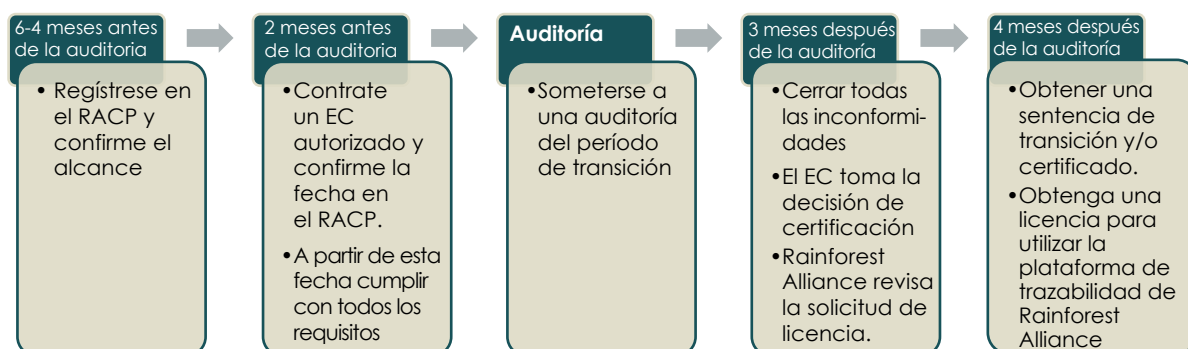 6-4 meses antes
de la auditoria
• Regístrese en
el RACP y
confirme el
alcance
2 meses antes
de la auditoria
•Contrate
un EC
autorizado y
confirme la
fecha en
el RACP.
•A partir de esta
fecha cumplir
con todos los
requisitos
Auditoría
•Someterse a
una auditoría
del período
de transición
3 meses después
de la auditoría
•Cerrar todas
las inconformi-
dades
•El EC toma la
decisión de
certificación
•Rainforest
Alliance revisa
la solicitud de
licencia.
4 meses después
de la auditoría
•Obtener una
sentencia de
transición y/o
certificado.
•Obtenga una
licencia para
utilizar la
plataforma de
trazabilidad de
Rainforest
Alliance